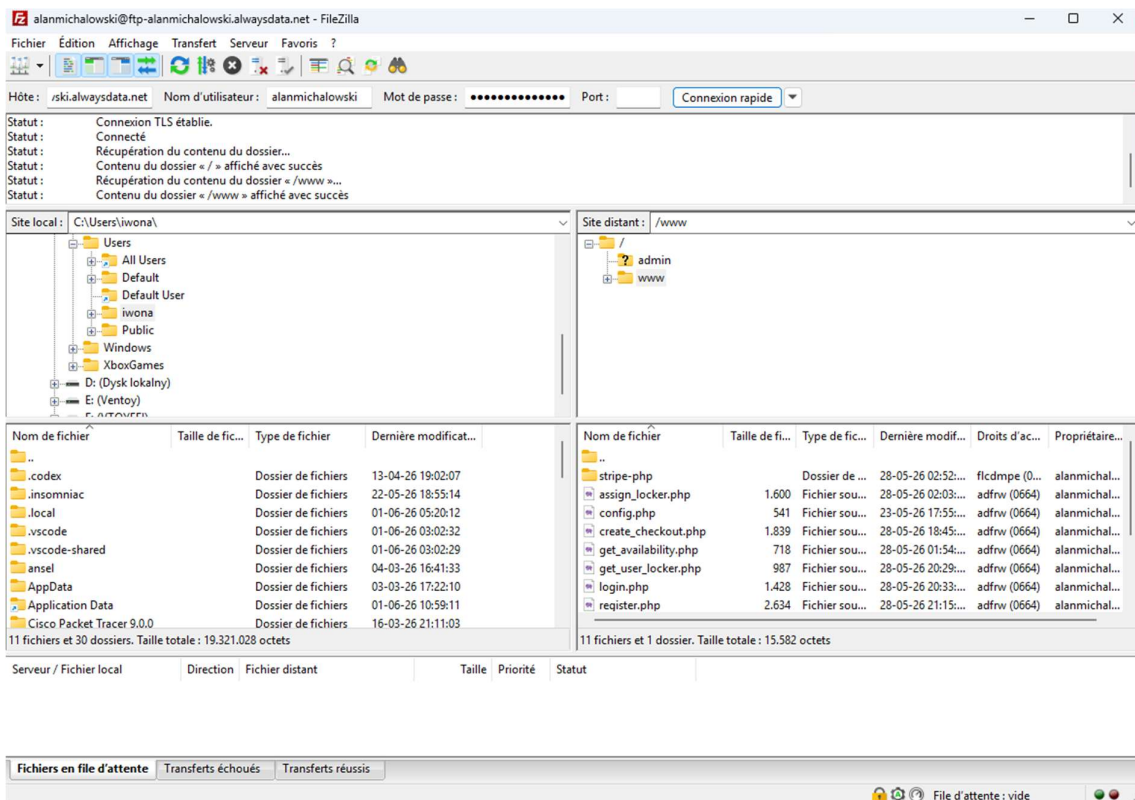 alanmichalowski@ftp-alanmichalowski.alwaysdata.net - FileZilla
Fichier Édition Affichage Transfert Serveur Favoris ?
Hôte : /ski.alwaysdata.net Nom d'utilisateur : alanmichalowski Mot de passe : ●●●●●●●●●●●●●● Port : Connexion rapide
Statut : Connexion TLS établie.
Statut : Connecté
Statut : Récupération du contenu du dossier...
Statut : Contenu du dossier « / » affiché avec succès
Statut : Récupération du contenu du dossier « /www »...
Statut : Contenu du dossier « /www » affiché avec succès
Site local : C:\Users\iwona\
Users
All Users
Default
Default User
iwona
Public
Windows
XboxGames
D: (Dysk lokalny)
E: (Ventoy)
Site distant : /www
/
? admin
www
Nom de fichier Taille de fic... Type de fichier Dernière modificat...
..
.codex Dossier de fichiers 13-04-26 19:02:07
.insomniac Dossier de fichiers 22-05-26 18:55:14
.local Dossier de fichiers 01-06-26 05:20:12
.vscode Dossier de fichiers 01-06-26 03:02:32
.vscode-shared Dossier de fichiers 01-06-26 03:02:29
ansel Dossier de fichiers 04-03-26 16:41:33
AppData Dossier de fichiers 03-03-26 17:22:10
Application Data Dossier de fichiers 01-06-26 10:59:11
Cisco Packet Tracer 9.0.0 Dossier de fichiers 16-03-26 21:11:03
11 fichiers et 30 dossiers. Taille totale : 19.321.028 octets
Nom de fichier Taille de fi... Type de fic... Dernière modif... Droits d'ac... Propriétaire...
..
stripe-php Dossier de ... 28-05-26 02:52:... flcdmpe (0... alanmichal...
assign_locker.php 1.600 Fichier sou... 28-05-26 02:03:... adfrw (0664) alanmichal...
config.php 541 Fichier sou... 23-05-26 17:55:... adfrw (0664) alanmichal...
create_checkout.php 1.839 Fichier sou... 28-05-26 18:45:... adfrw (0664) alanmichal...
get_availability.php 718 Fichier sou... 28-05-26 01:54:... adfrw (0664) alanmichal...
get_user_locker.php 987 Fichier sou... 28-05-26 20:29:... adfrw (0664) alanmichal...
login.php 1.428 Fichier sou... 28-05-26 20:33:... adfrw (0664) alanmichal...
register.php 2.634 Fichier sou... 28-05-26 21:15:... adfrw (0664) alanmichal...
11 fichiers et 1 dossier. Taille totale : 15.582 octets
Serveur / Fichier local Direction Fichier distant Taille Priorité Statut
Fichiers en file d'attente Transferts échoués Transferts réussis
File d'attente : vide